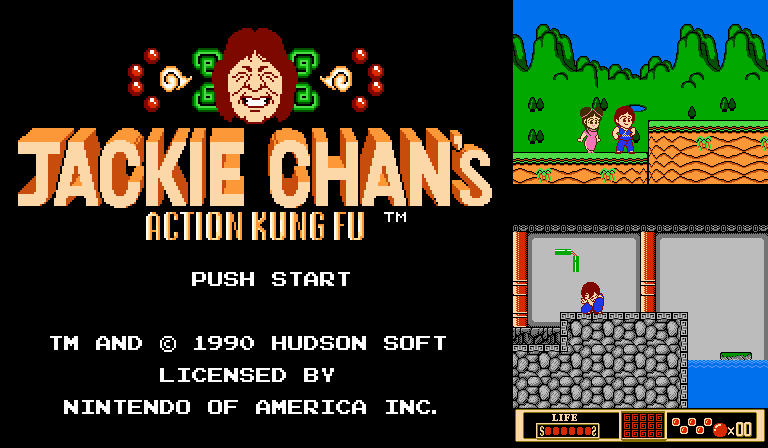 JACKIE CHAN'S
ACTION KUNG FU ™
PUSH START
TM AND © 1990 HUDSON SOFT
LICENSED BY
NINTENDO OF AMERICA INC.
LIFE
×00